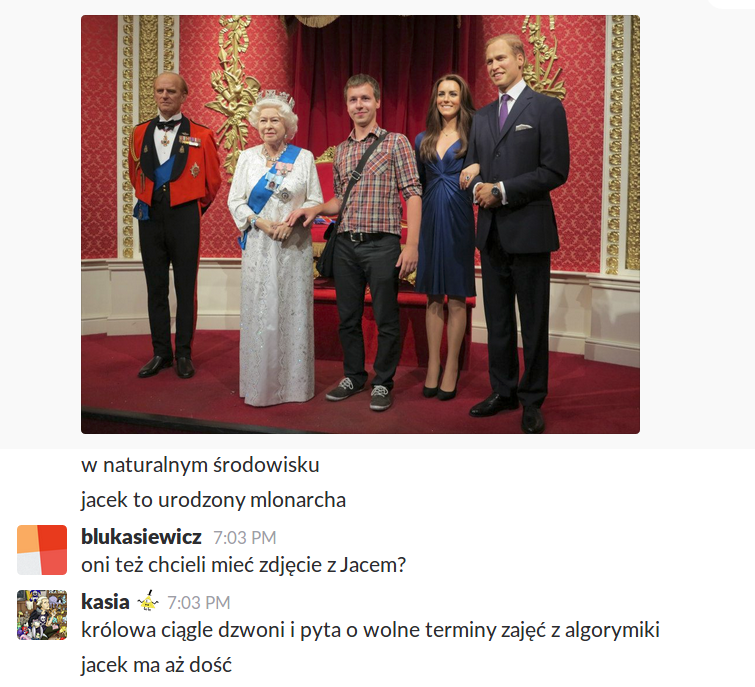 w naturalnym środowisku
jacek to urodzony mlonarcha
blukasiewicz 7:03 PM
oni też chcieli mieć zdjęcie z Jacem?
kasia 7:03 PM
królowa ciągle dzwoni i pyta o wolne terminy zajęć z algorymiki
jacek ma aż dość